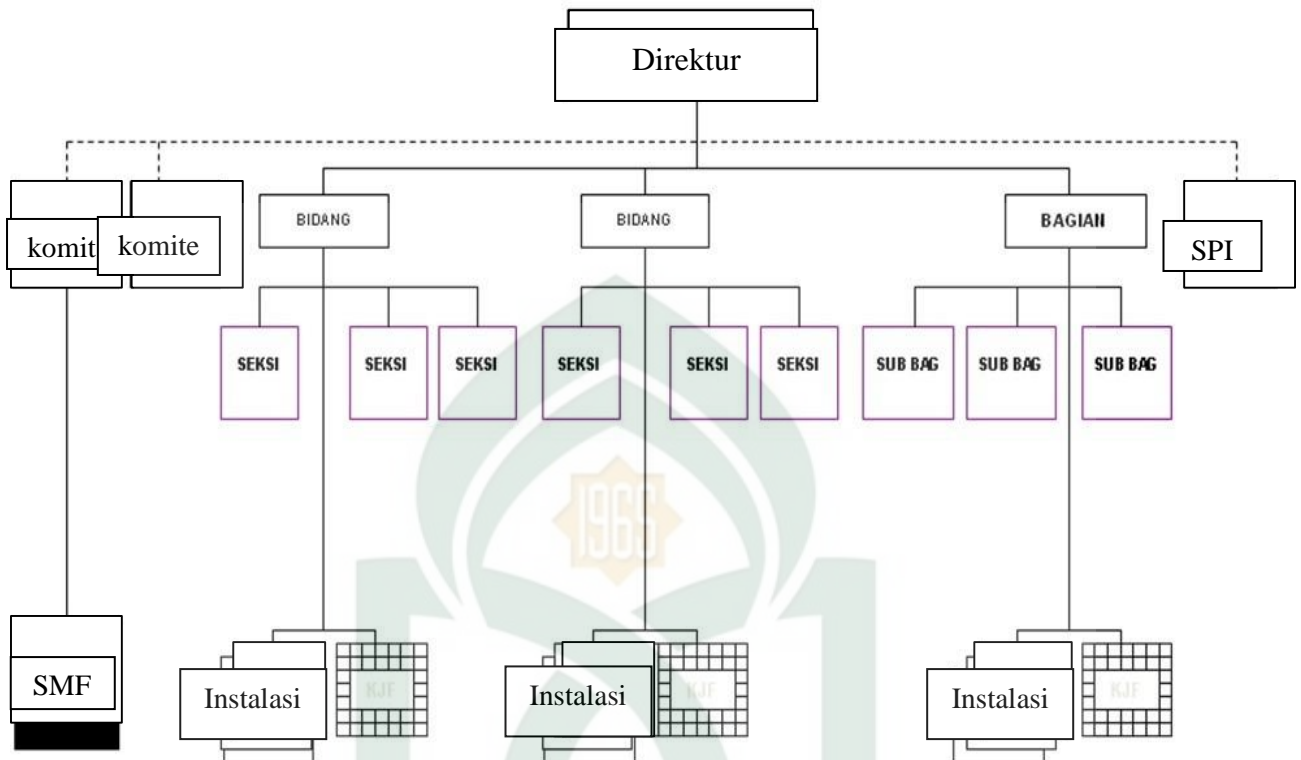 Direktur
BIDANG
BIDANG
BAGIAN
komit
komite
SPI
SEKSI
SEKSI
SEKSI
SEKSI
SEKSI
SEKSI
SUB BAG
SUB BAG
SUB BAG
1965
SMF
Instalasi
KJF
Instalasi
KJF
Instalasi
KJF